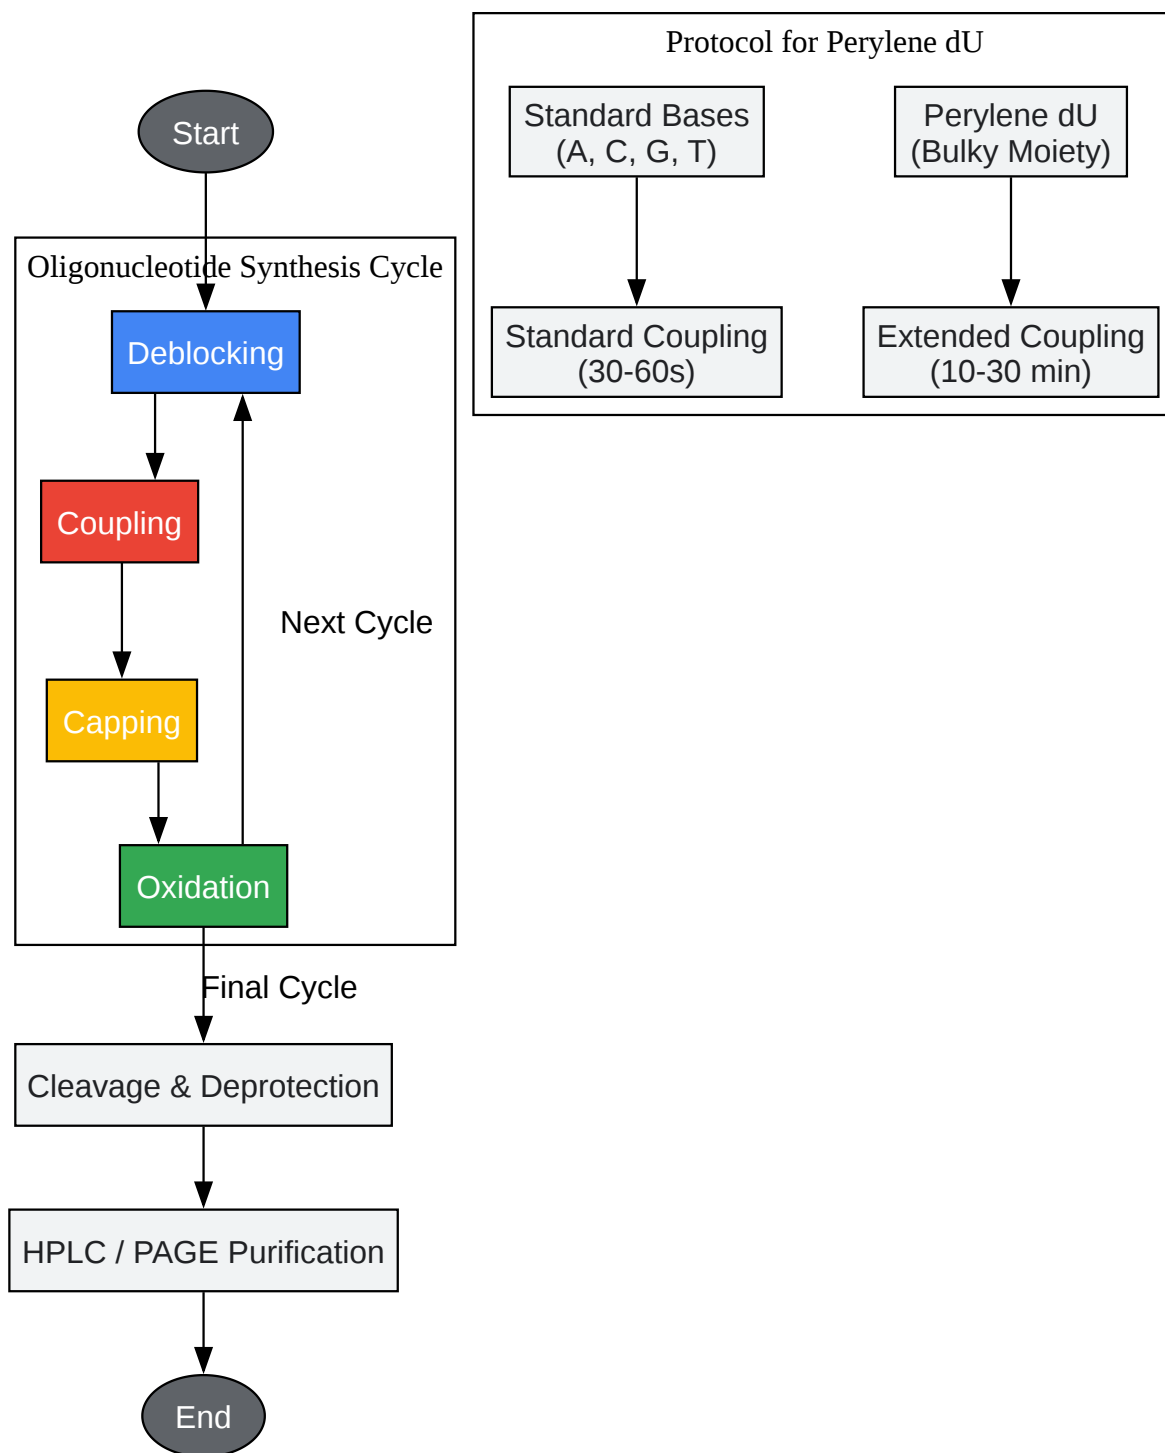 Start
Oligonucleotide Synthesis Cycle
Deblocking
Coupling
Next Cycle
Capping
Oxidation
Final Cycle
Cleavage & Deprotection
HPLC / PAGE Purification
End
Protocol for Perylene dU
Standard Bases
(A, C, G, T)
Standard Coupling
(30-60s)
Perylene dU
(Bulky Moiety)
Extended Coupling
(10-30 min)